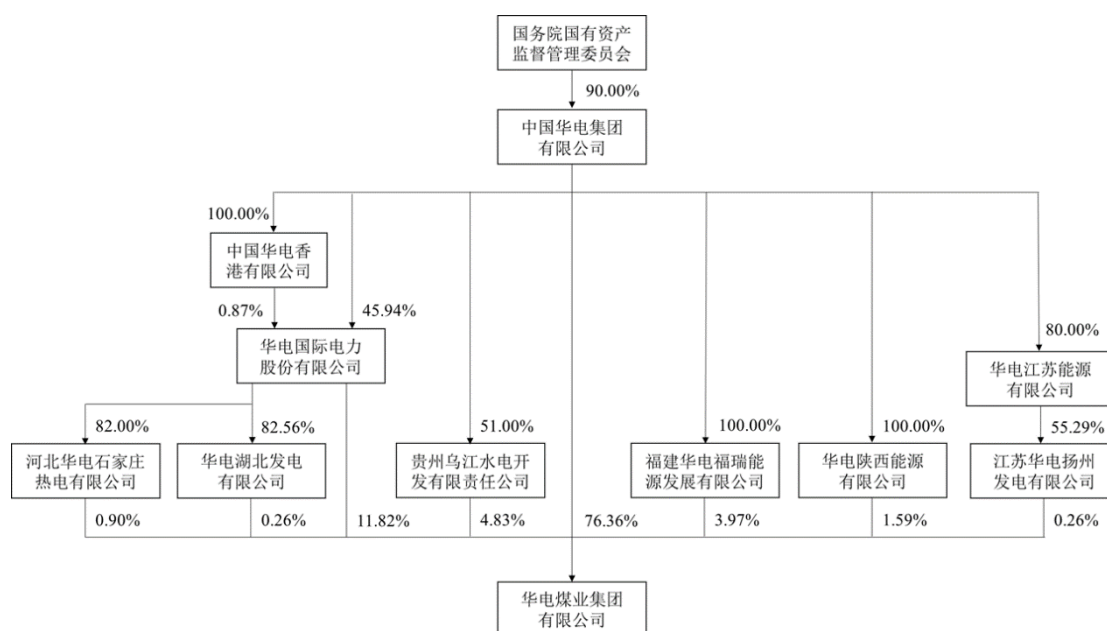 国务院国有资产
监督管理委员会
90.00%
中国华电集团
有限公司
100.00%
中国华电香
港有限公司
0.87%
45.94%
华电国际电力
股份有限公司
80.00%
华电江苏能源
有限公司
82.00%
82.56%
51.00%
100.00%
100.00%
55.29%
河北华电石家庄
热电有限公司
华电湖北发电
有限公司
贵州乌江水电开
发有限责任公司
福建华电福瑞能
源发展有限公司
华电陕西能源
有限公司
江苏华电扬州
发电有限公司
0.90%
0.26%
11.82%
4.83%
76.36%
3.97%
1.59%
0.26%
华电煤业集团
有限公司